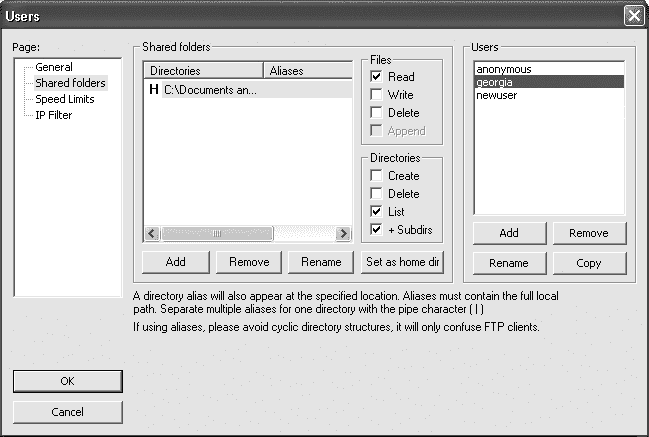 Users
Page:
General
Shared folders
Speed Limits
IP Filter
Shared folders
Directories Aliases
H C:\Documents an...
Add Remove Rename Set as home dir
Files
Read
Write
Delete
Append
Directories
Create
Delete
List
+ Subdirs
Users
anonymous
georgia
newuser
Add Remove
Rename Copy
A directory alias will also appear at the specified location. Aliases must contain the full local
path. Separate multiple aliases for one directory with the pipe character ( | )
If using aliases, please avoid cyclic directory structures, it will only confuse FTP clients.
OK
Cancel